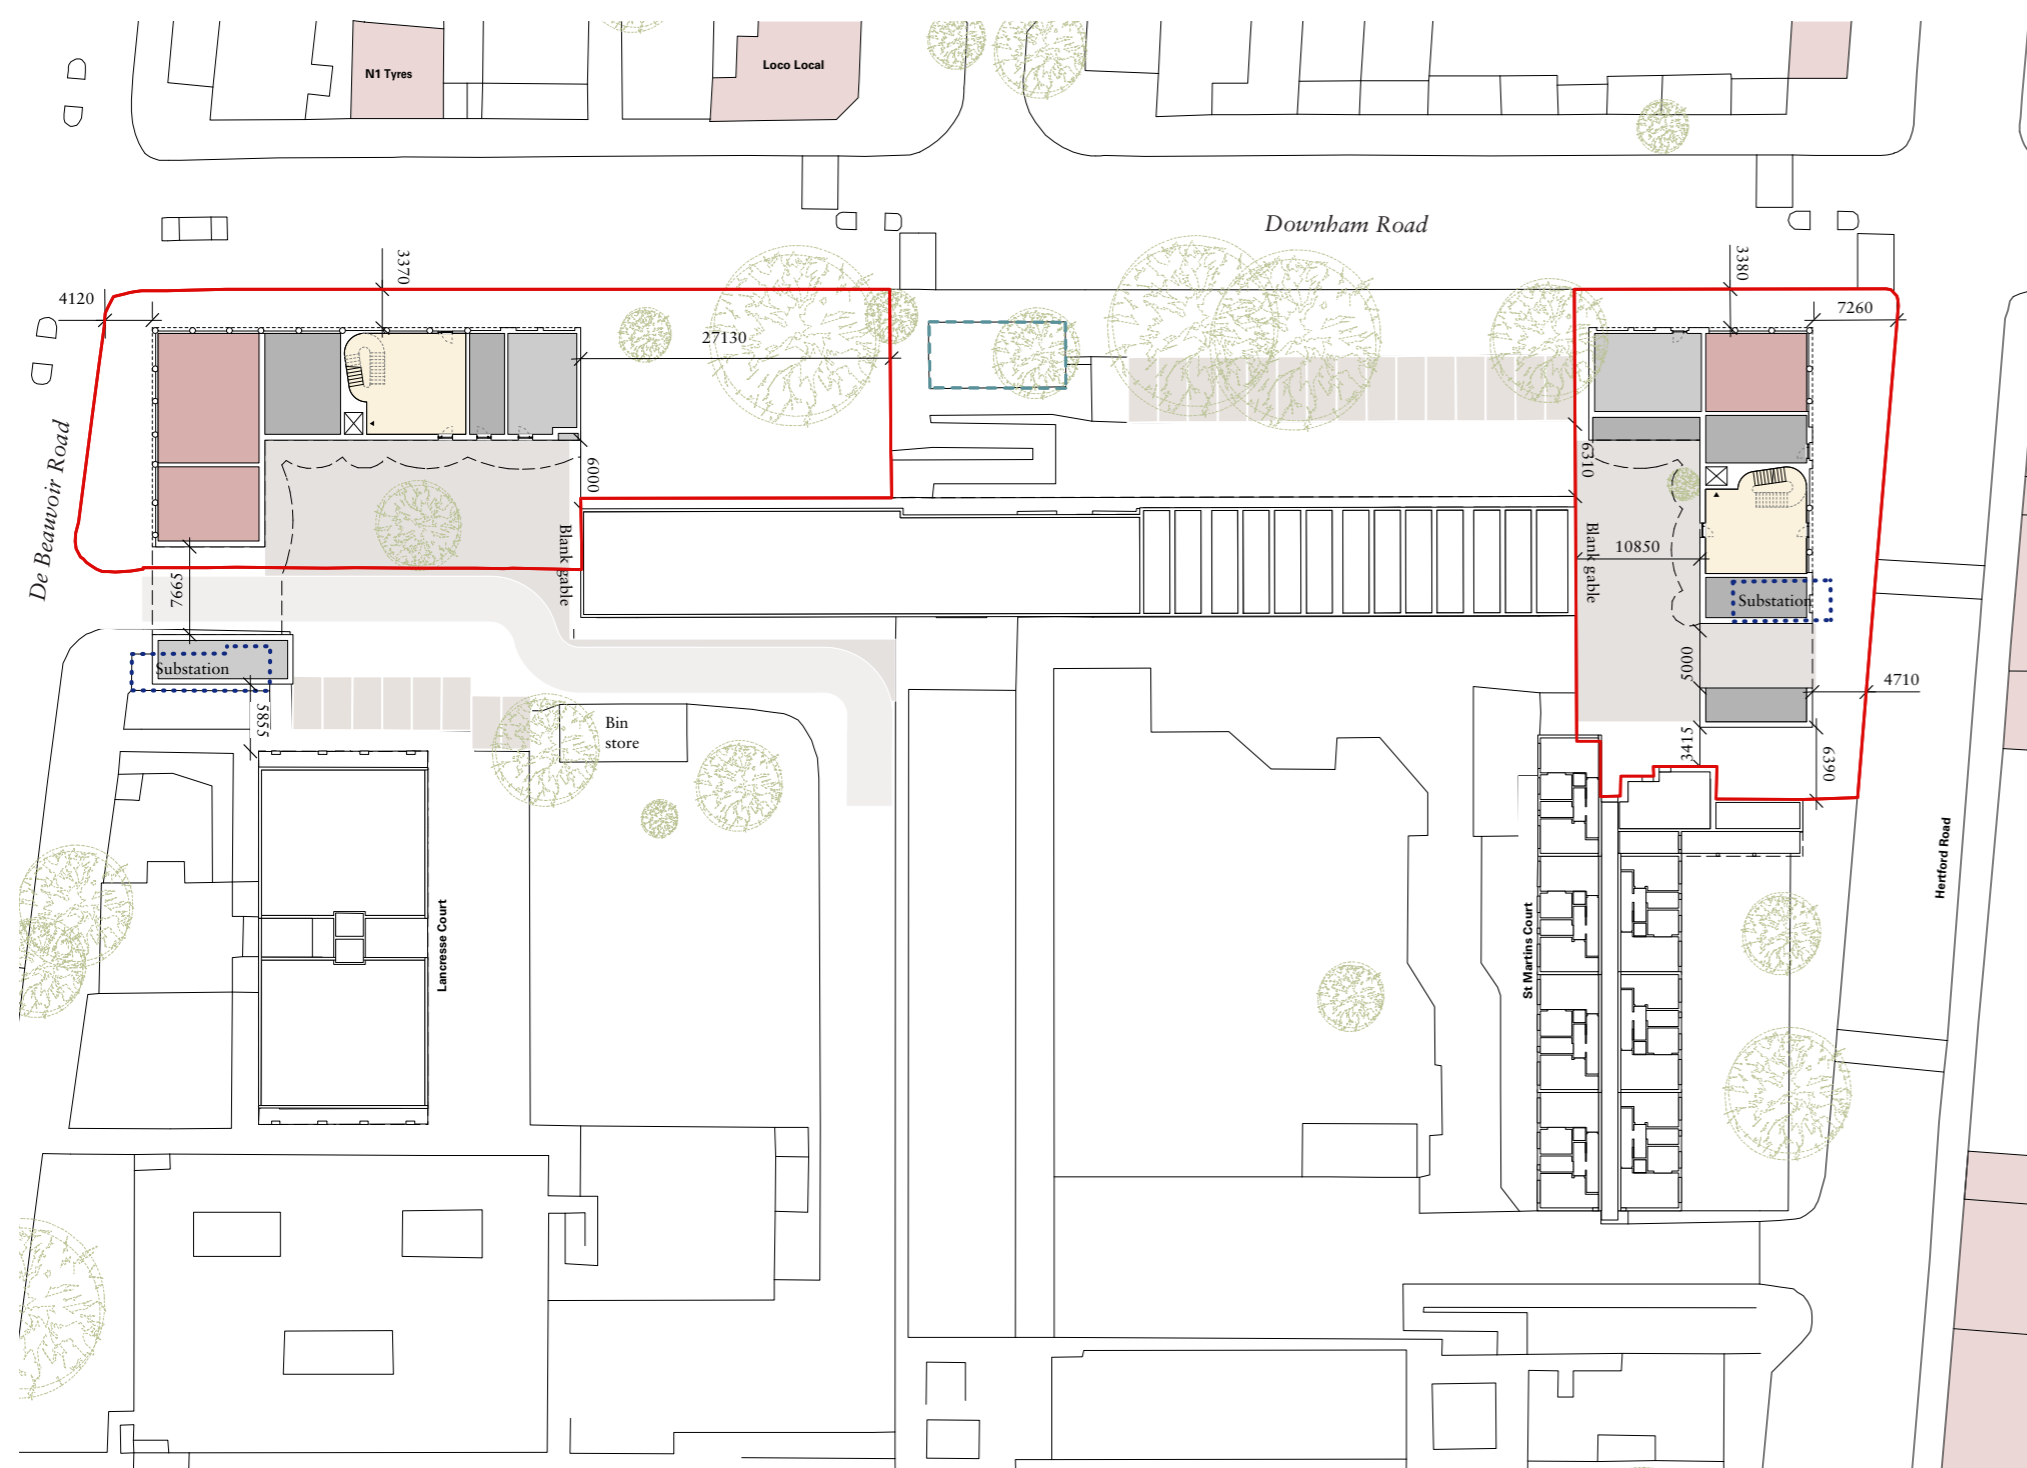 N1 Tyres
Loco Local
Downham Road
3370
3380
4120
7260
27130
6000
6310
De Beauvoir Road
Blank gable
Blank gable
10850
7665
Substation
Substation
5000
4710
5855
Bin
store
3415
6390
Hertford Road
Lancresse Court
St Martins Court